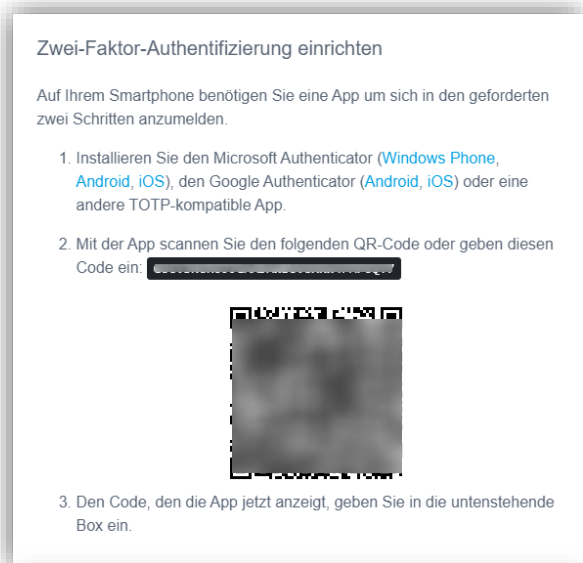 Zwei-Faktor-Authentifizierung einrichten
Auf Ihrem Smartphone benötigen Sie eine App um sich in den geforderten
zwei Schritten anzumelden.
1. Installieren Sie den Microsoft Authenticator (Windows Phone,
Android, iOS), den Google Authenticator (Android, iOS) oder eine
andere TOTP-kompatible App.
2. Mit der App scannen Sie den folgenden QR-Code oder geben diesen
Code ein:
3. Den Code, den die App jetzt anzeigt, geben Sie in die untenstehende
Box ein.